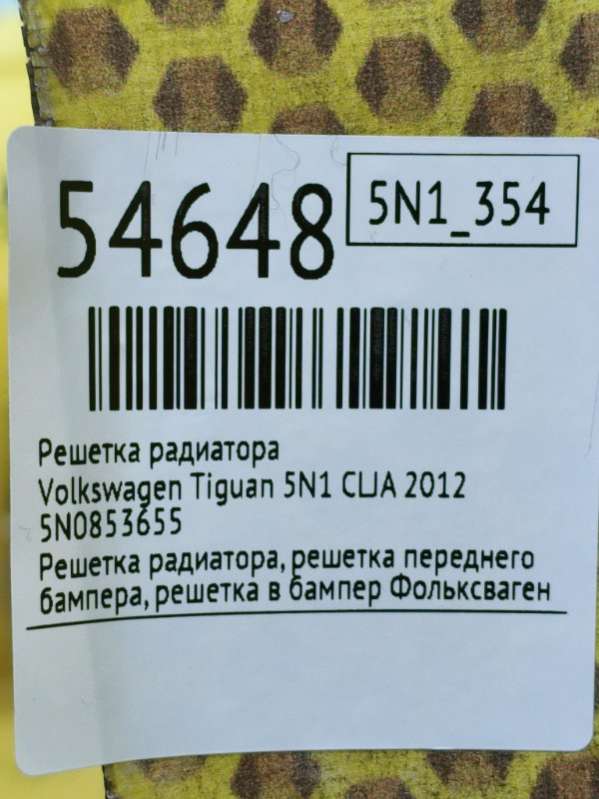 54648
5N1_354
Решетка радиатора
Volkswagen Tiguan 5N1 CLJA 2012
5N0853655
Решетка радиатора, решетка переднего
бампера, решетка в бампер Фольксваген